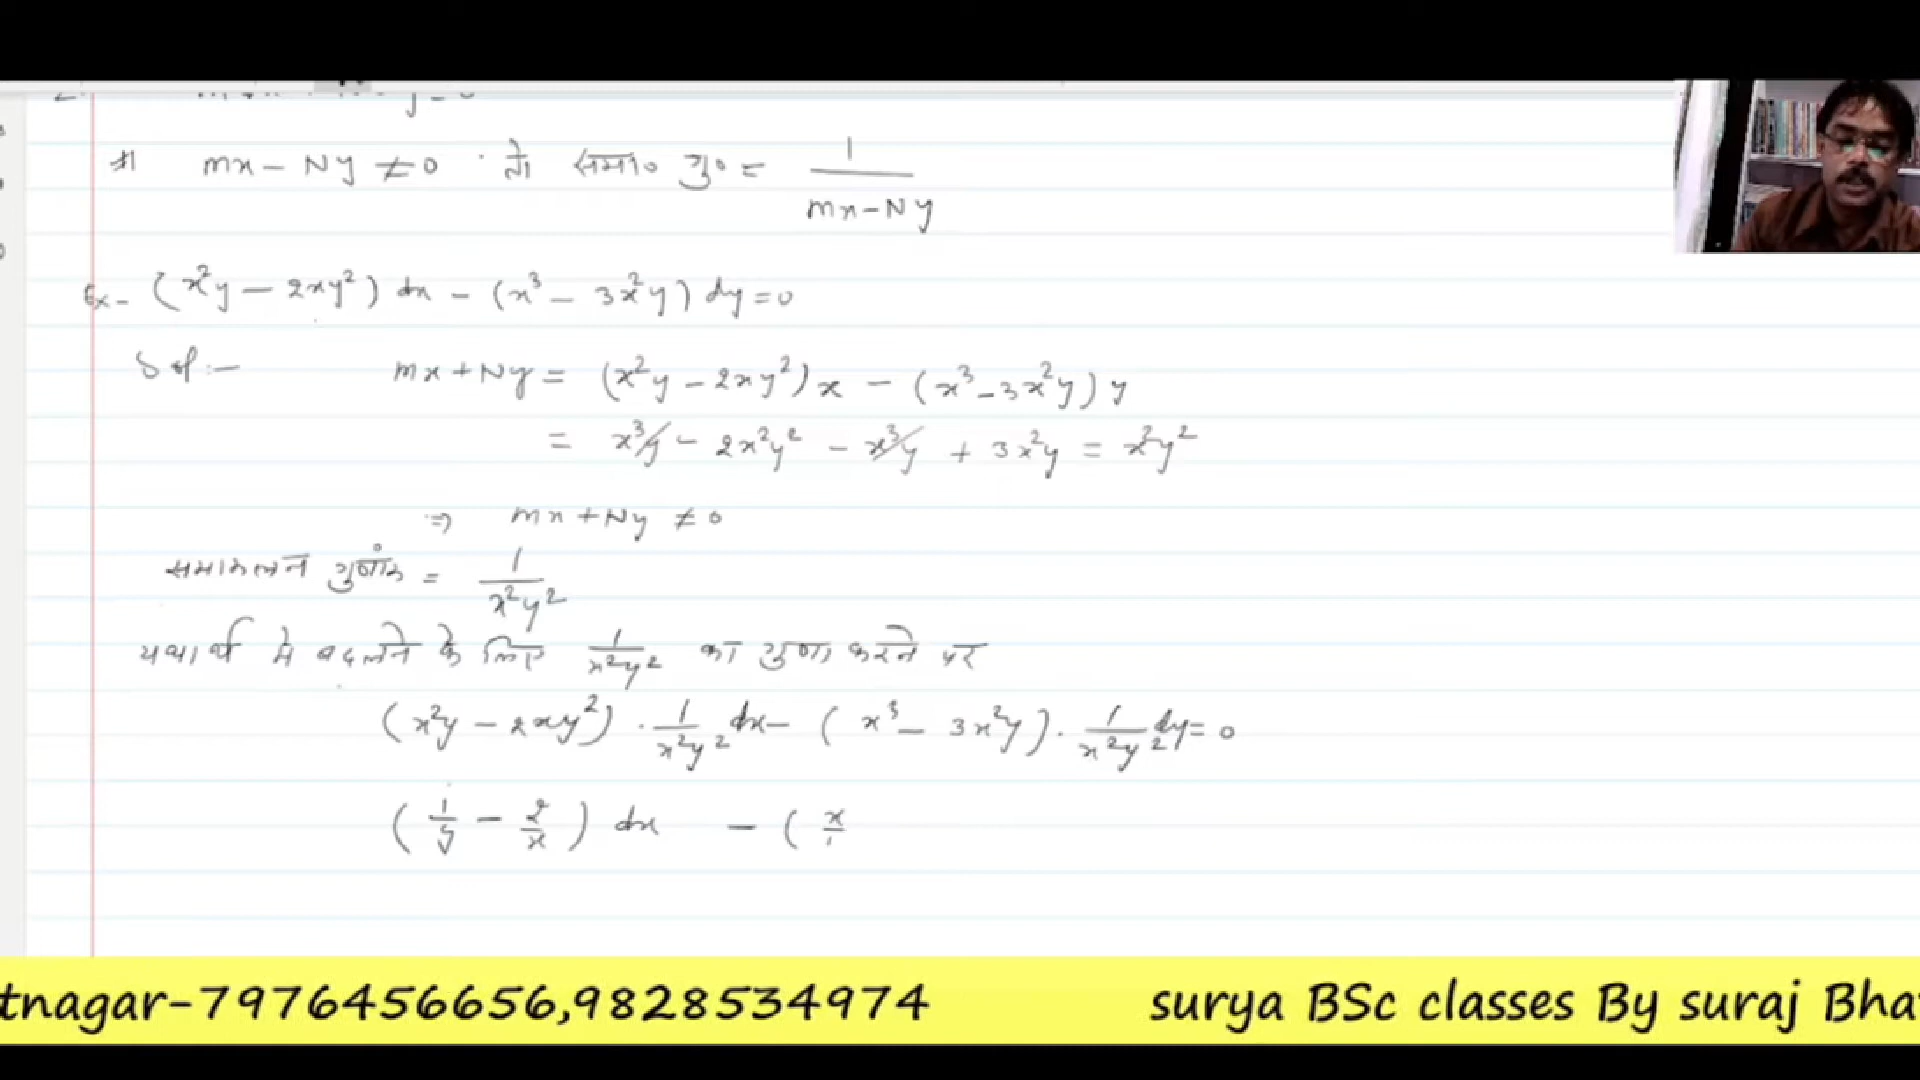 या mx - Ny ≠ 0 तो समा० गु० = 1/(mx - Ny)
Ex- (x²y - 2xy²) dx - (x³ - 3x²y) dy = 0
Sol :- mx + Ny = (x²y - 2xy²) x - (x³ - 3x²y) y
= x³y - 2x²y² - x³y + 3x²y = x²y²
⇒ mx + Ny ≠ 0
समाकलन गुणांक = 1/(x²y²)
यथार्थ में बदलने के लिए 1/(x²y²) का गुणा करने पर
(x²y - 2xy²) · 1/(x²y²) dx - (x³ - 3x²y) · 1/(x²y²) dy = 0
(1/y - 2/x) dx - (x/
tnagar-7976456656,9828534974 surya BSc classes By suraj Bha